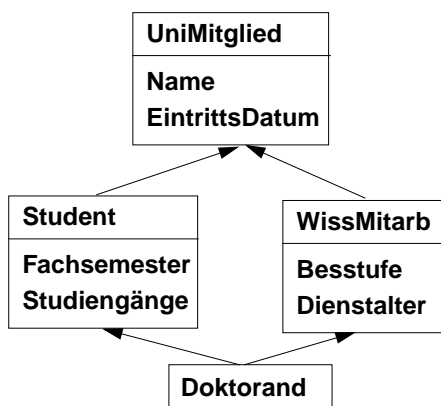 UniMitglied
Name
EintrittsDatum
Student
Fachsemester
Studiengänge
WissMitarb
Besstufe
Dienstalter
Doktorand